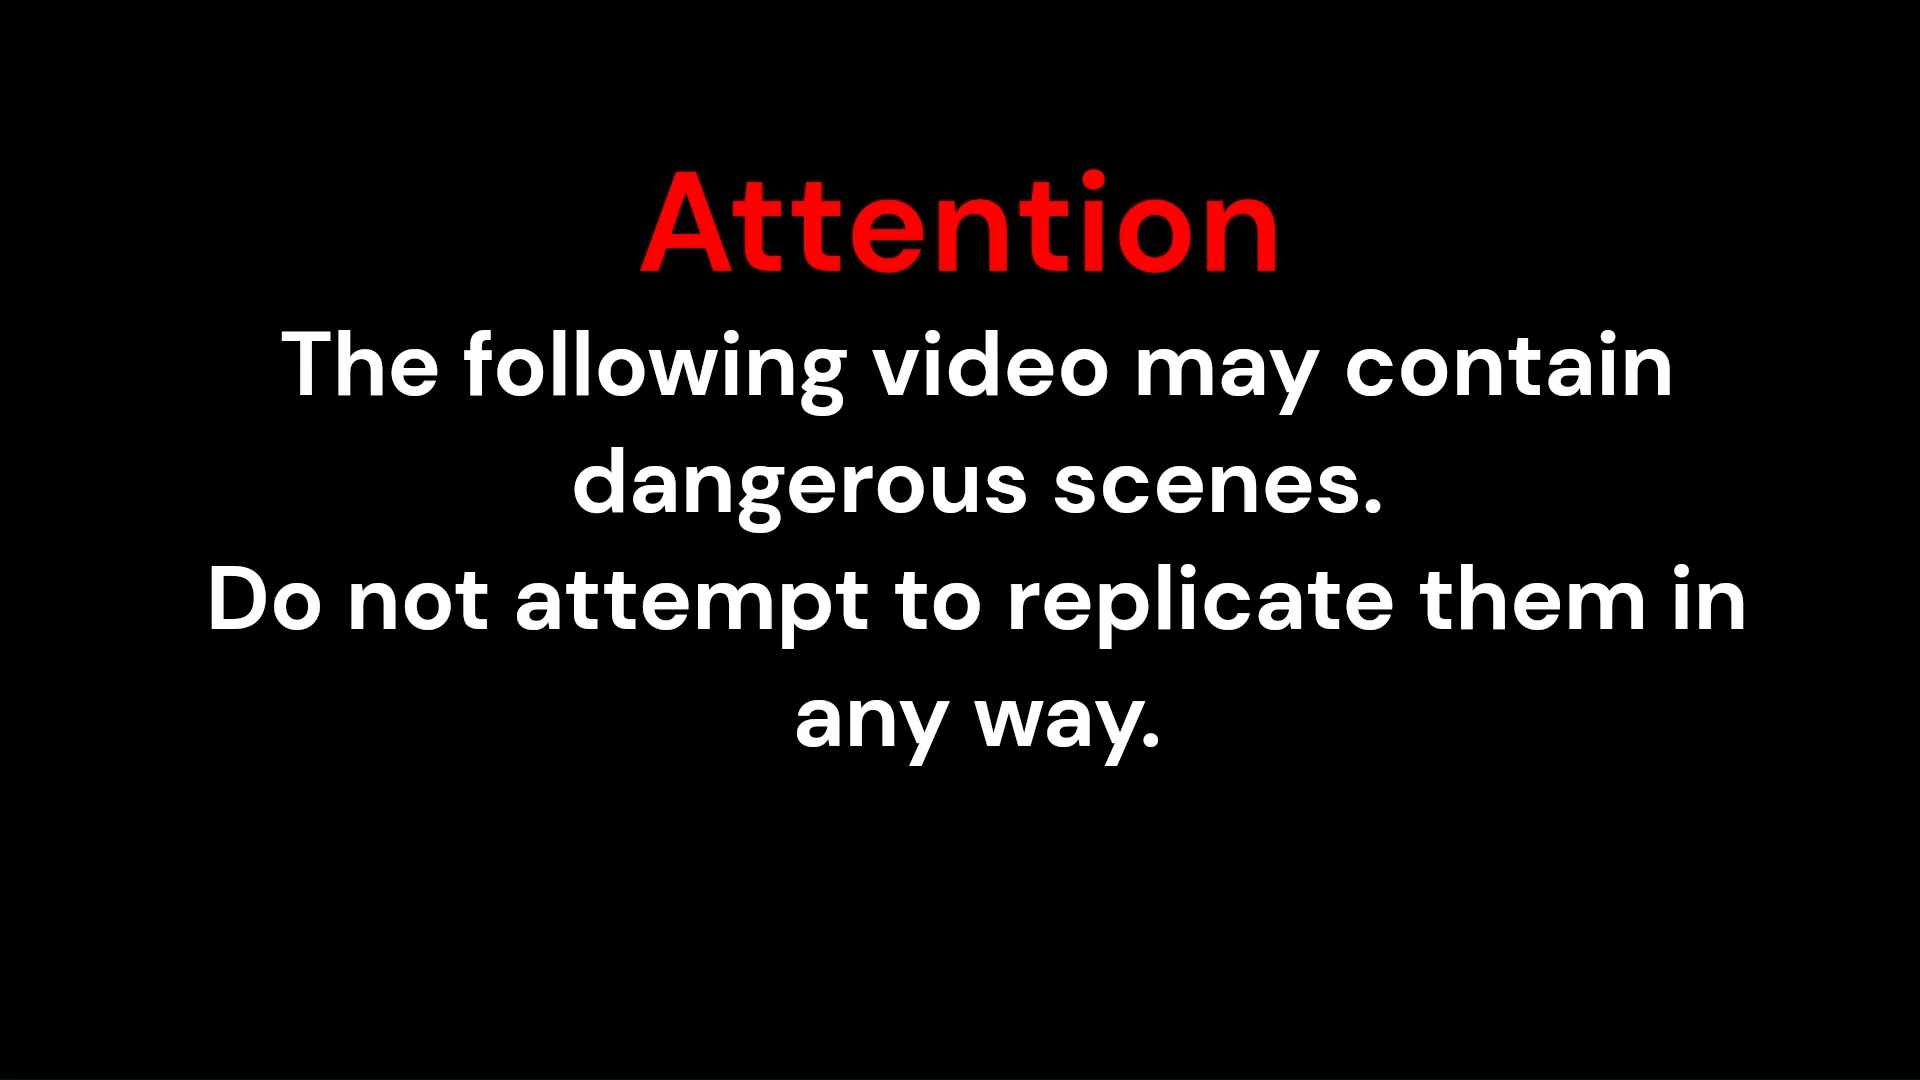 Attention
The following video may contain
dangerous scenes.
Do not attempt to replicate them in
any way.